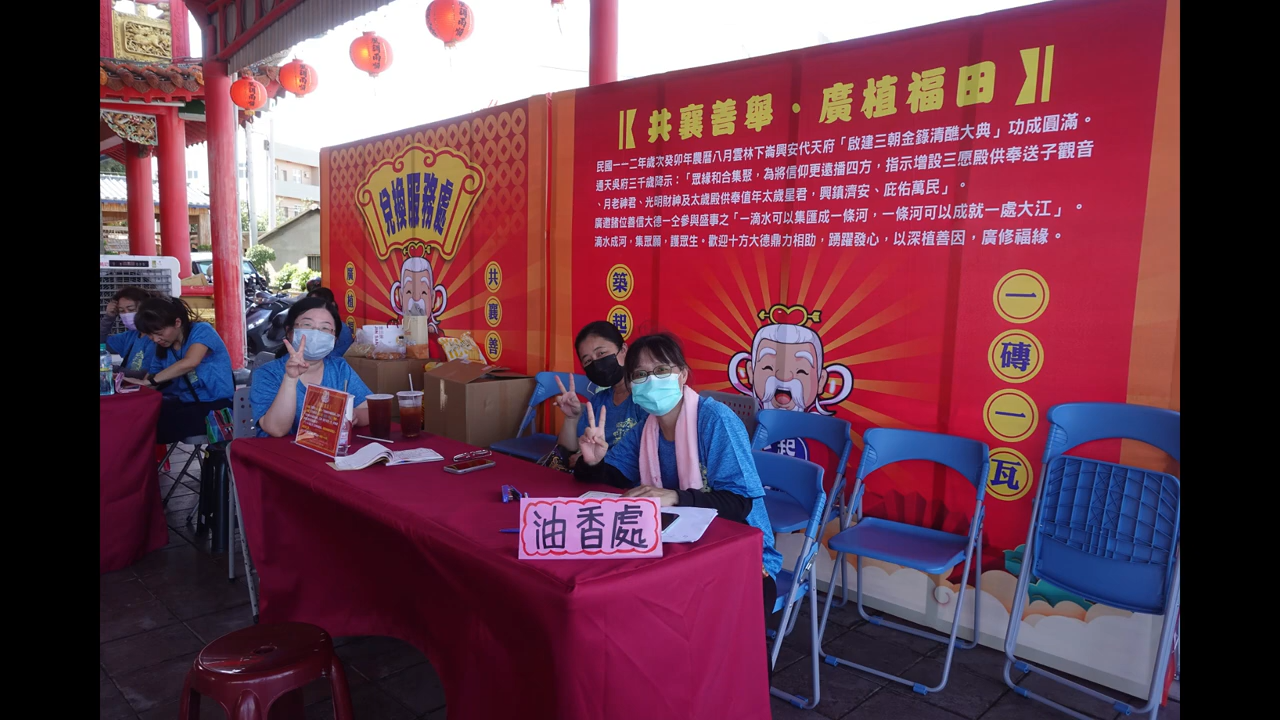 【共襄善舉·廣植福田】
民國一一二年歲次癸卯年農曆八月雲林下崙興安代天府「啟建三朝金籙清醮大典」功成圓滿。
通天吳府三千歲降示：「眾緣和合集聚，為將信仰更遠播四方，指示增設三愿殿供奉送子觀音
、月老神君、光明財神及太歲殿供奉值年太歲星君，興鎮濟安、庇佑萬民」。
廣邀諸位善信大德一仝參與盛事之「一滴水可以集匯成一條河，一條河可以成就一處大江」。
滴水成河，集眾願，護眾生。歡迎十方大德鼎力相助，踴躍發心，以深植善因，廣修福緣。
兌換服務處
廣植
共襄善
築起
一磚一瓦
油香處